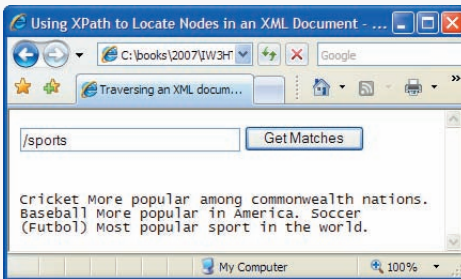 Using XPath to Locate Nodes in an XML Document - ...
C:\books\2007\IW3HT
Google
Traversing an XML docum...
»
/sports
Get Matches
Cricket More popular among commonwealth nations.
Baseball More popular in America. Soccer
(Futbol) Most popular sport in the world.
My Computer
100%